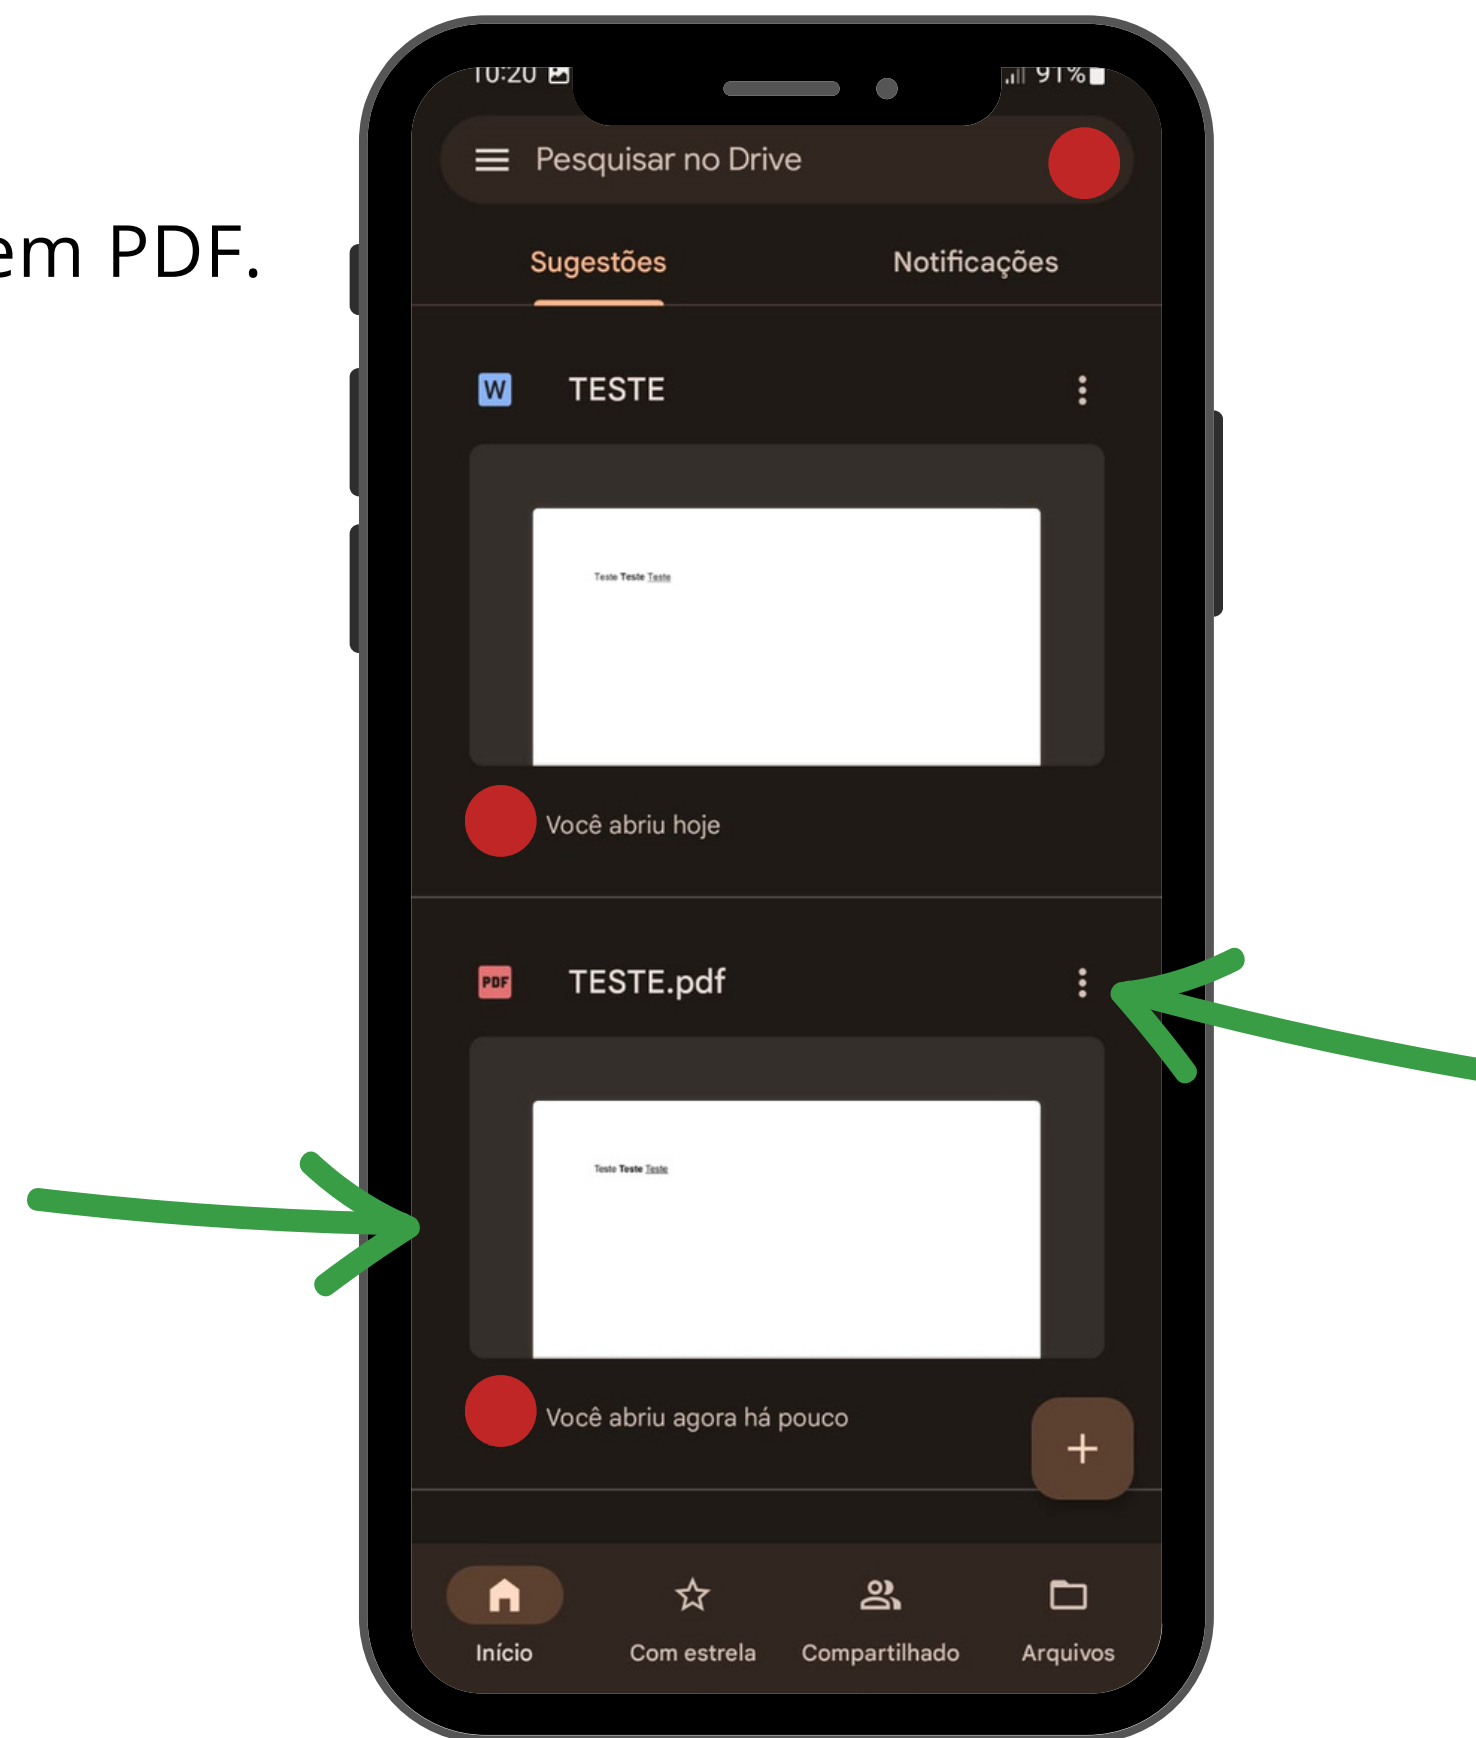 10:20 91%
Pesquisar no Drive
em PDF.
Sugestões Notificações
W TESTE
Teste Teste Teste
Você abriu hoje
PDF TESTE.pdf
Teste Teste Teste
Você abriu agora há pouco
Início Com estrela Compartilhado Arquivos